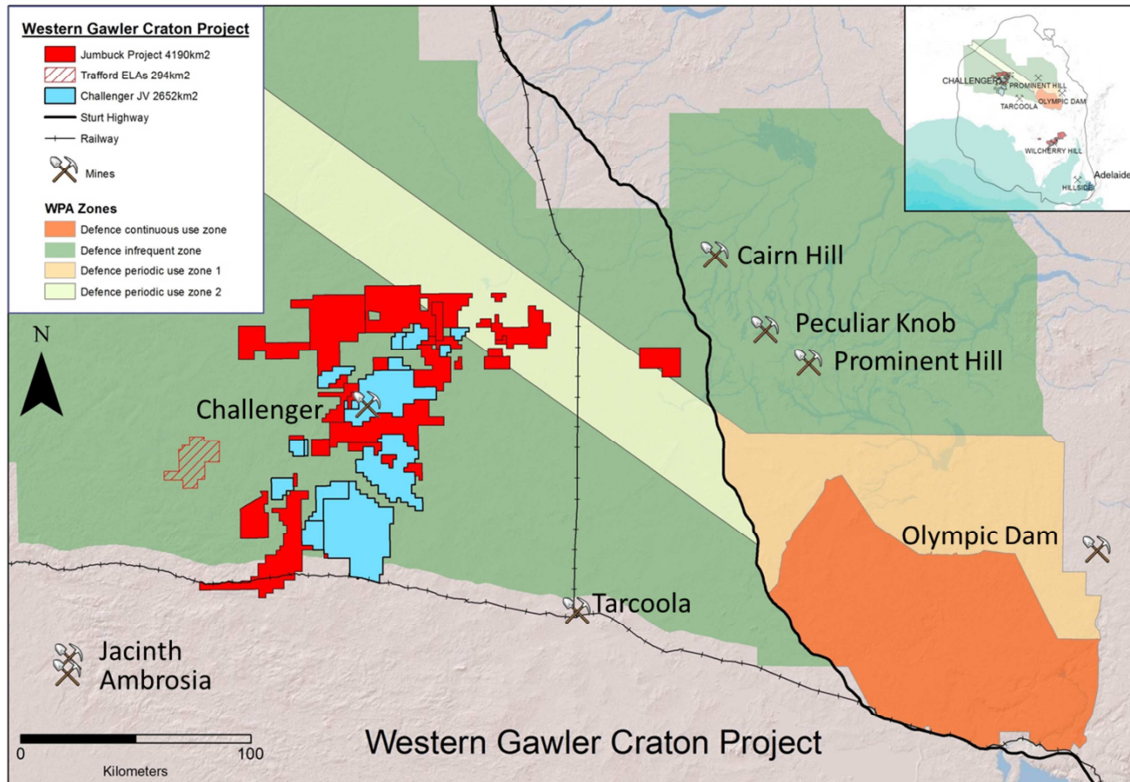 Western Gawler Craton Project
Jumbuck Project 4190km2
Trafford ELAs 294km2
Challenger JV 2652km2
Sturt Highway
Railway
Mines
WPA Zones
Defence continuous use zone
Defence infrequent zone
Defence periodic use zone 1
Defence periodic use zone 2
CHALLENGER
PROMINENT HILL
OLYMPIC DAM
TARCOOLA
WILCHERRY HILL
Adelaide
HILLSIDE
N
Cairn Hill
Peculiar Knob
Prominent Hill
Challenger
Olympic Dam
Tarcoola
Jacinth
Ambrosia
0 100
Kilometers
Western Gawler Craton Project